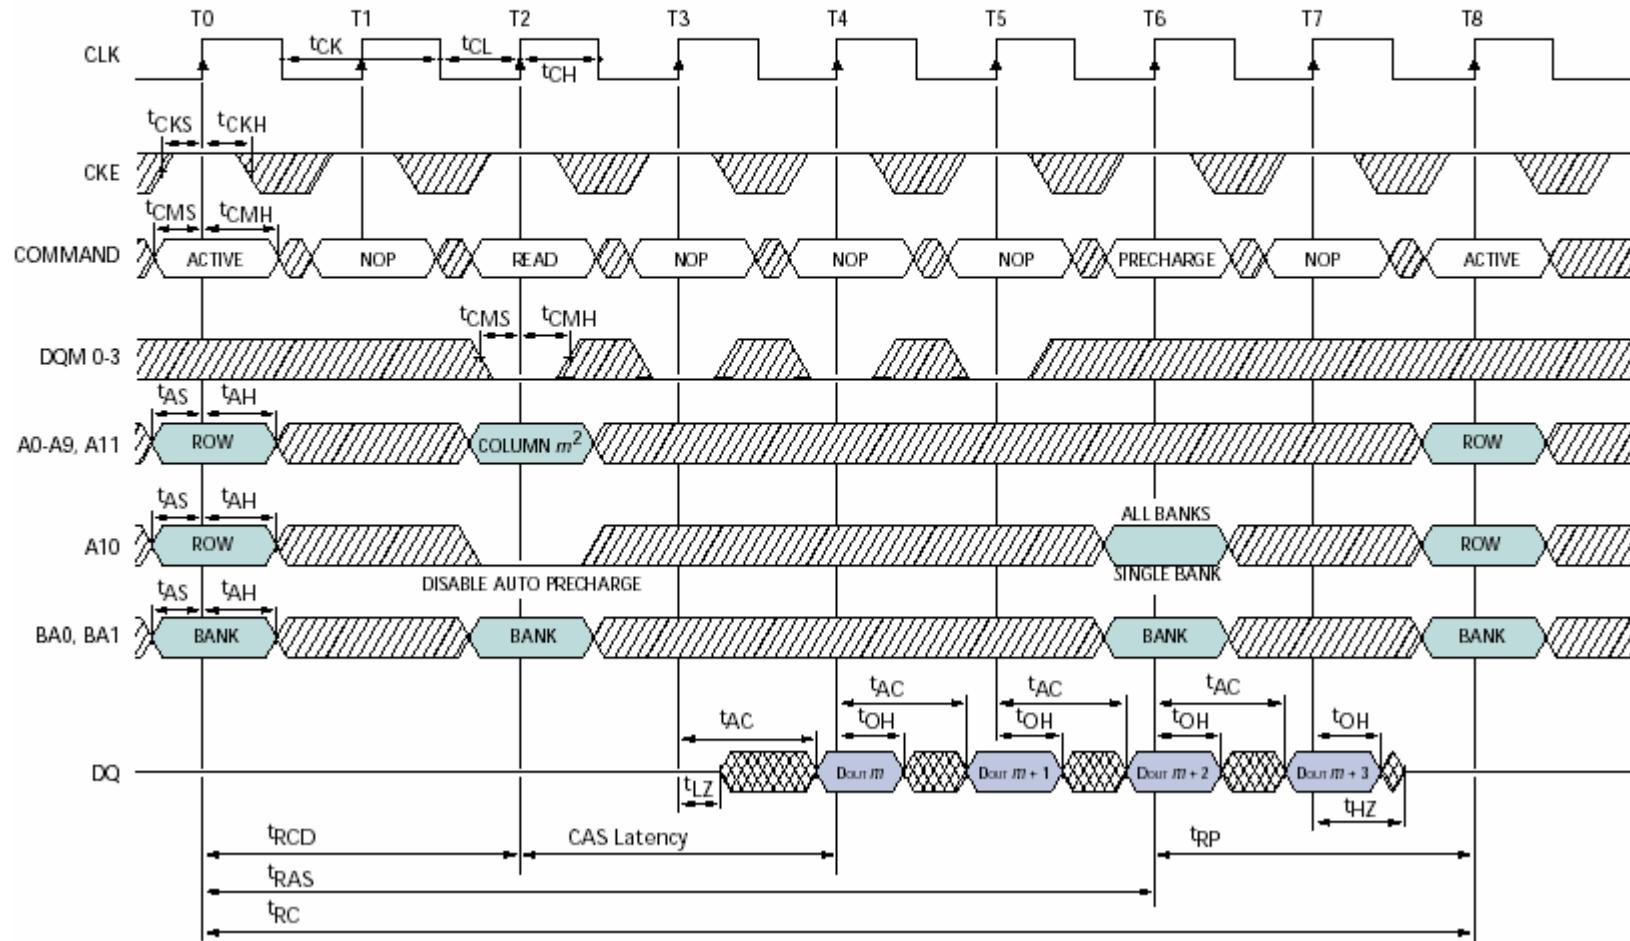 T0 T1 T2 T3 T4 T5 T6 T7 T8
CLK tCK tCL
tCH
tCKS tCKH
CKE
tCMS tCMH
COMMAND ACTIVE NOP READ NOP NOP NOP PRECHARGE NOP ACTIVE
tCMS tCMH
DQM 0-3
tAS tAH
A0-A9, A11 ROW COLUMN m2 ROW
tAS tAH ALL BANKS
A10 ROW ROW
DISABLE AUTO PRECHARGE SINGLE BANK
tAS tAH
BA0, BA1 BANK BANK BANK BANK
tAC tAC tAC
tAC tOH tOH tOH tOH
DQ DOUT m DOUT m + 1 DOUT m + 2 DOUT m + 3
tLZ tHZ
tRCD CAS Latency tRP
tRAS
tRC